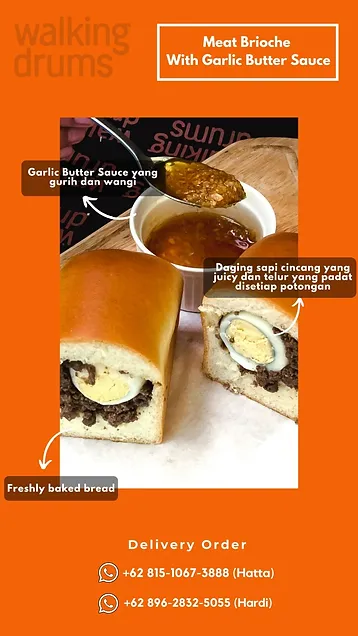 walking
drums
Meat Brioche
With Garlic Butter Sauce
walking
drums
Garlic Butter Sauce yang
gurih dan wangi
Daging sapi cincang yang
juicy dan telur yang padat
disetiap potongan
Freshly baked bread
Delivery Order
+62 815-1067-3888 (Hatta)
+62 896-2832-5055 (Hardi)